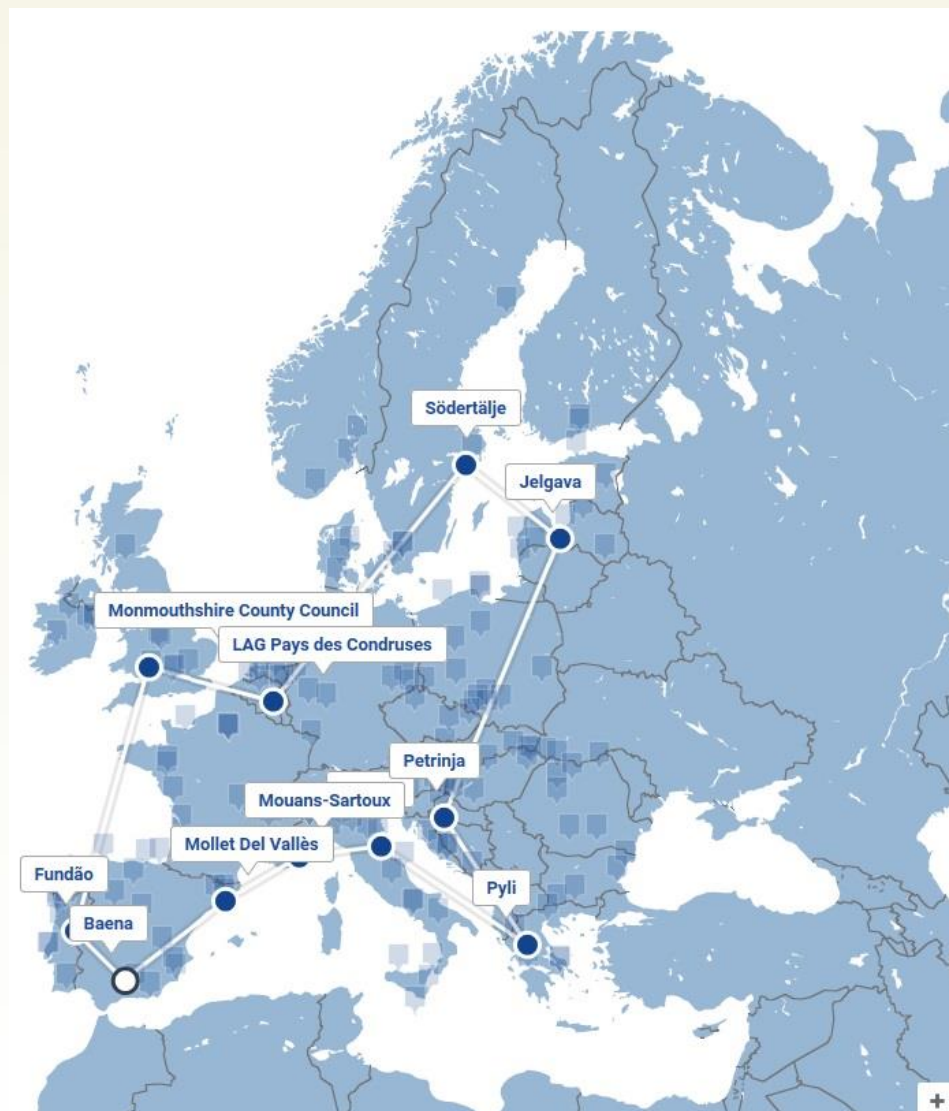 Södertälje
Jelgava
Monmouthshire County Council
LAG Pays des Condruses
Petrinja
Mouans-Sartoux
Mollet Del Vallès
Fundão
Pyli
Baena
+